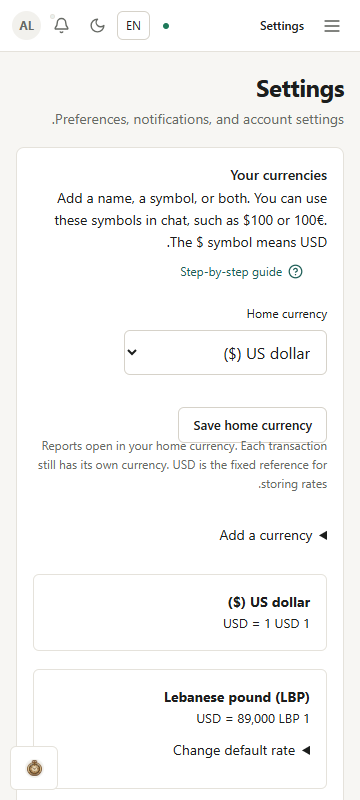 AL
EN
Settings
Settings
.Preferences, notifications, and account settings
Your currencies
Add a name, a symbol, or both. You can use
these symbols in chat, such as $100 or 100€.
.The $ symbol means USD
Step-by-step guide
Home currency
($) US dollar
Save home currency
Reports open in your home currency. Each transaction
still has its own currency. USD is the fixed reference for
.storing rates
Add a currency
($) US dollar
USD = 1 USD 1
Lebanese pound (LBP)
USD = 89,000 LBP 1
Change default rate